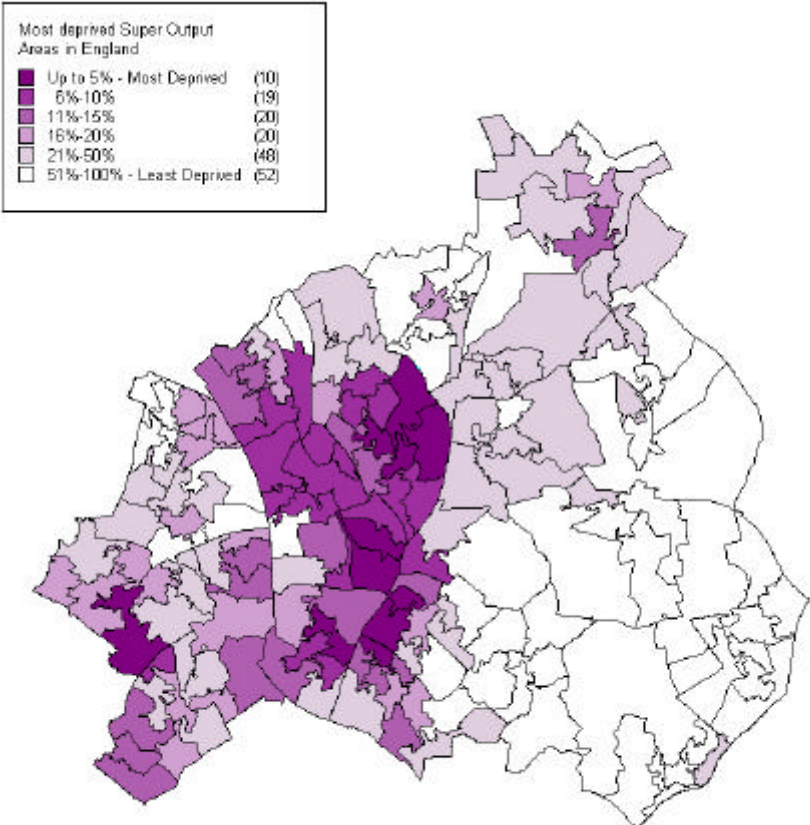 Most deprived Super Output
Areas in England
Up to 5% - Most Deprived (10)
6%-10% (19)
11%-15% (20)
16%-20% (20)
21%-50% (48)
51%-100% - Least Deprived (52)